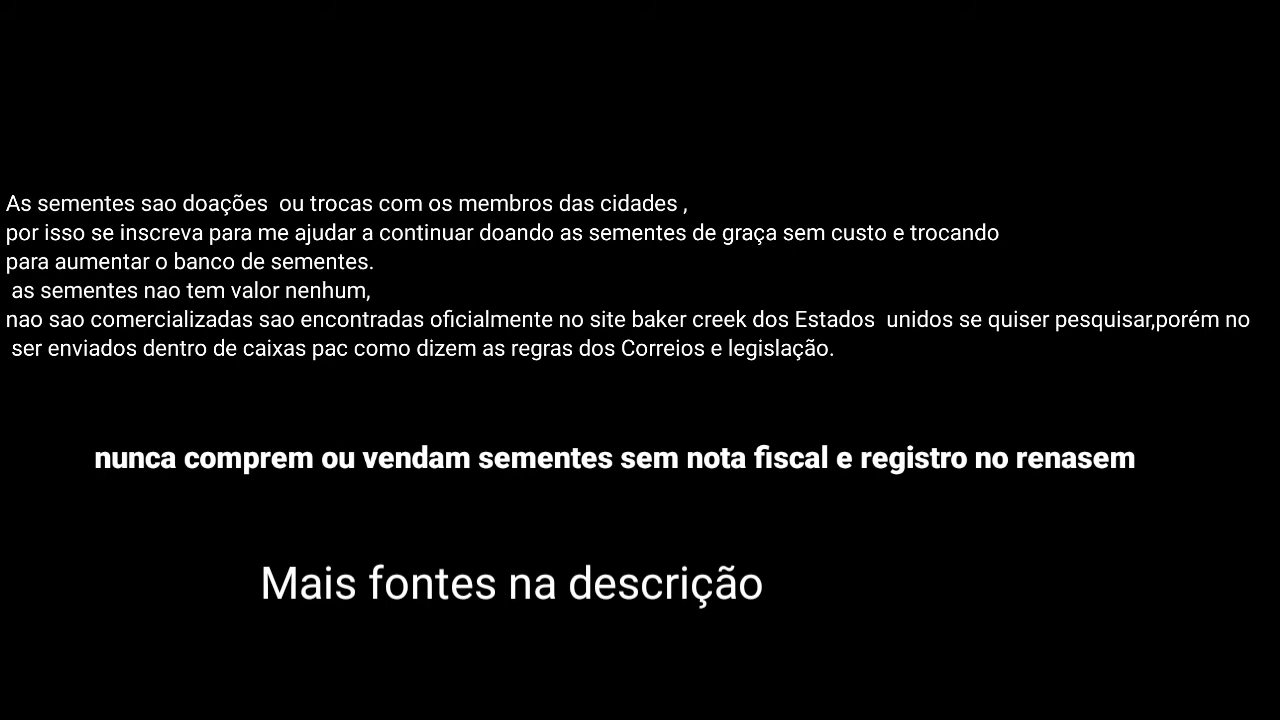 As sementes sao doações  ou trocas com os membros das cidades ,
por isso se inscreva para me ajudar a continuar doando as sementes de graça sem custo e trocando
para aumentar o banco de sementes.
as sementes nao tem valor nenhum,
nao sao comercializadas sao encontradas oficialmente no site baker creek dos Estados  unidos se quiser pesquisar,porém no
ser enviados dentro de caixas pac como dizem as regras dos Correios e legislação.
nunca comprem ou vendam sementes sem nota fiscal e registro no renasem
Mais fontes na descrição